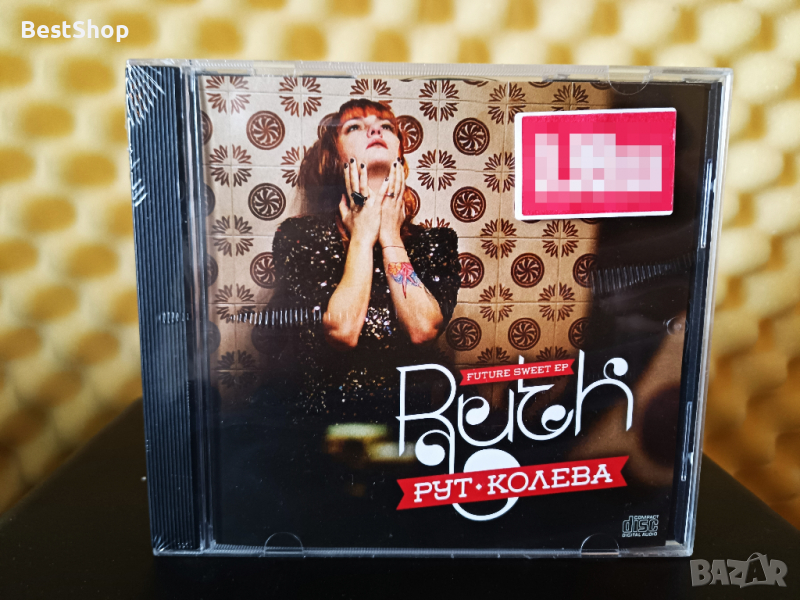 BestShop
FUTURE SWEET EP
Ruth
РУТ • КОЛЕВА
COMPACT
disc
DIGITAL AUDIO
BAZAR